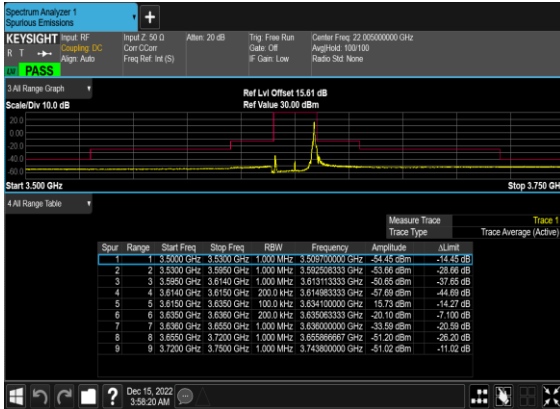 Spectrum Analyzer 1
Spurious Emissions
KEYSIGHT Input: RF Input Z: 50 Ω Atten: 20 dB Trig: Free Run Center Freq: 22.005000000 GHz
R T Coupling: DC Corr CCorr Gate: Off Avg|Hold: 100/100
Align: Auto Freq Ref: Int (S) IF Gain: Low Radio Std: None
PASS
3 All Range Graph Ref Lvl Offset 15.61 dB
Scale/Div 10.0 dB Ref Value 30.00 dBm
20.0
0.00
-20.0
-40.0
-60.0
Start 3.500 GHz Stop 3.750 GH
4 All Range Table
Measure Trace Trace 1
Trace Type Trace Average (Active)
Spur Range Start Freq Stop Freq RBW Frequency Amplitude ΔLimit
1 1 3.5000 GHz 3.5300 GHz 1.000 MHz 3.509700000 GHz -54.45 dBm -14.45 dB
2 2 3.5300 GHz 3.5950 GHz 1.000 MHz 3.592508333 GHz -53.66 dBm -28.66 dB
3 3 3.5950 GHz 3.6140 GHz 1.000 MHz 3.613113333 GHz -50.65 dBm -37.65 dB
4 4 3.6140 GHz 3.6150 GHz 200.0 kHz 3.614983333 GHz -57.69 dBm -44.69 dB
5 5 3.6150 GHz 3.6350 GHz 100.0 kHz 3.634100000 GHz 15.73 dBm -14.27 dB
6 6 3.6350 GHz 3.6360 GHz 200.0 kHz 3.635063333 GHz -20.10 dBm -7.100 dB
7 7 3.6360 GHz 3.6550 GHz 1.000 MHz 3.636000000 GHz -33.59 dBm -20.59 dB
8 8 3.6550 GHz 3.7200 GHz 1.000 MHz 3.655866667 GHz -51.20 dBm -26.20 dB
9 9 3.7200 GHz 3.7500 GHz 1.000 MHz 3.743800000 GHz -51.02 dBm -11.02 dB
Dec 15, 2022
3:58:20 AM